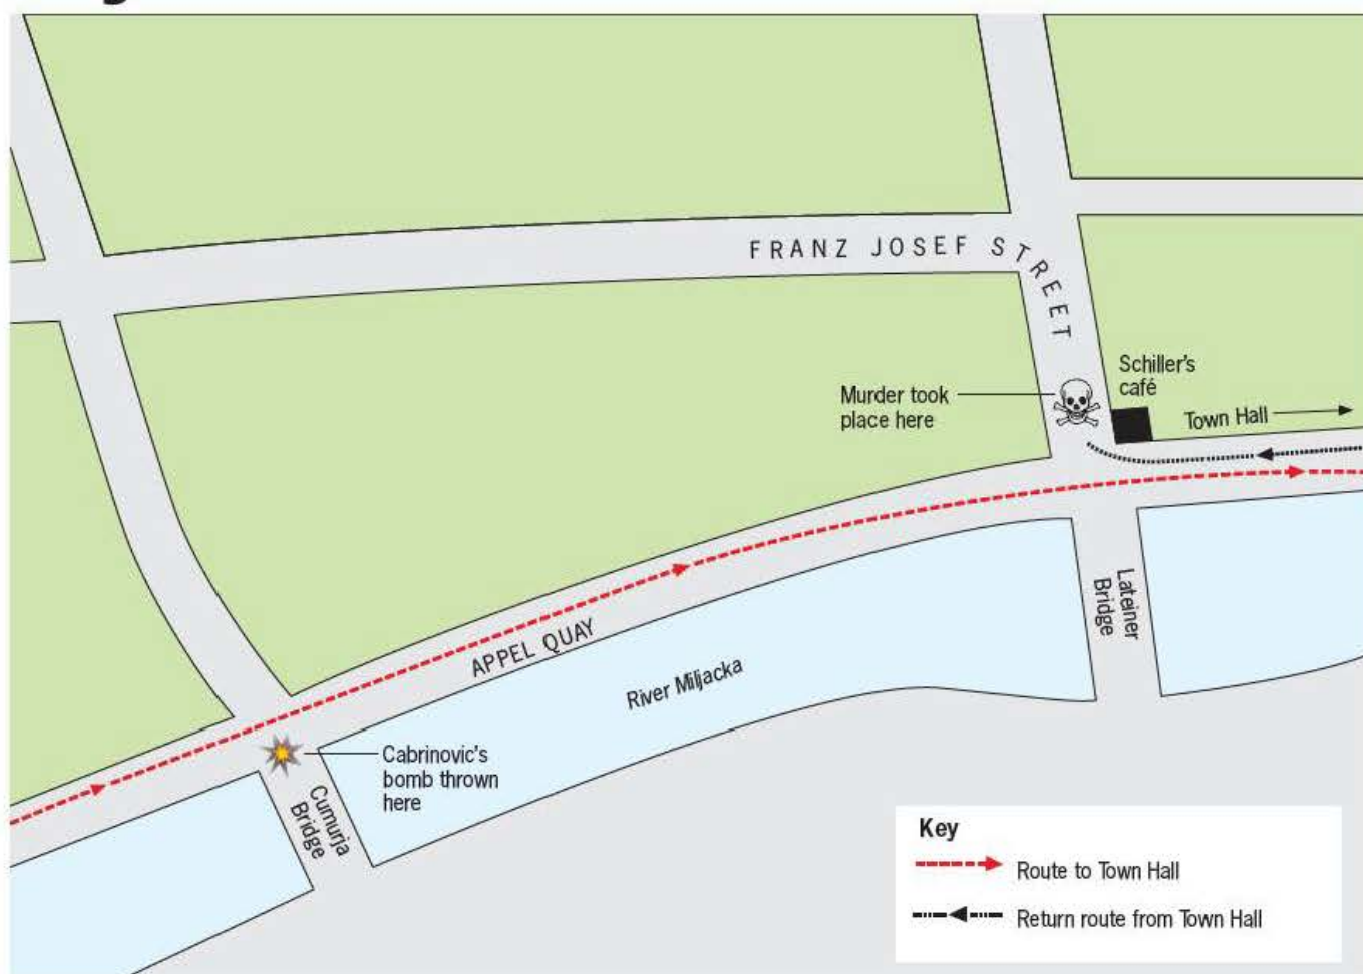 FRANZ JOSEF STREET
Schiller's
café
Murder took
place here
Town Hall
Lateiner
Bridge
APPEL QUAY
River Miljacka
Cabrinovic's
bomb thrown
here
Cumurja
Bridge
Key
Route to Town Hall
Return route from Town Hall